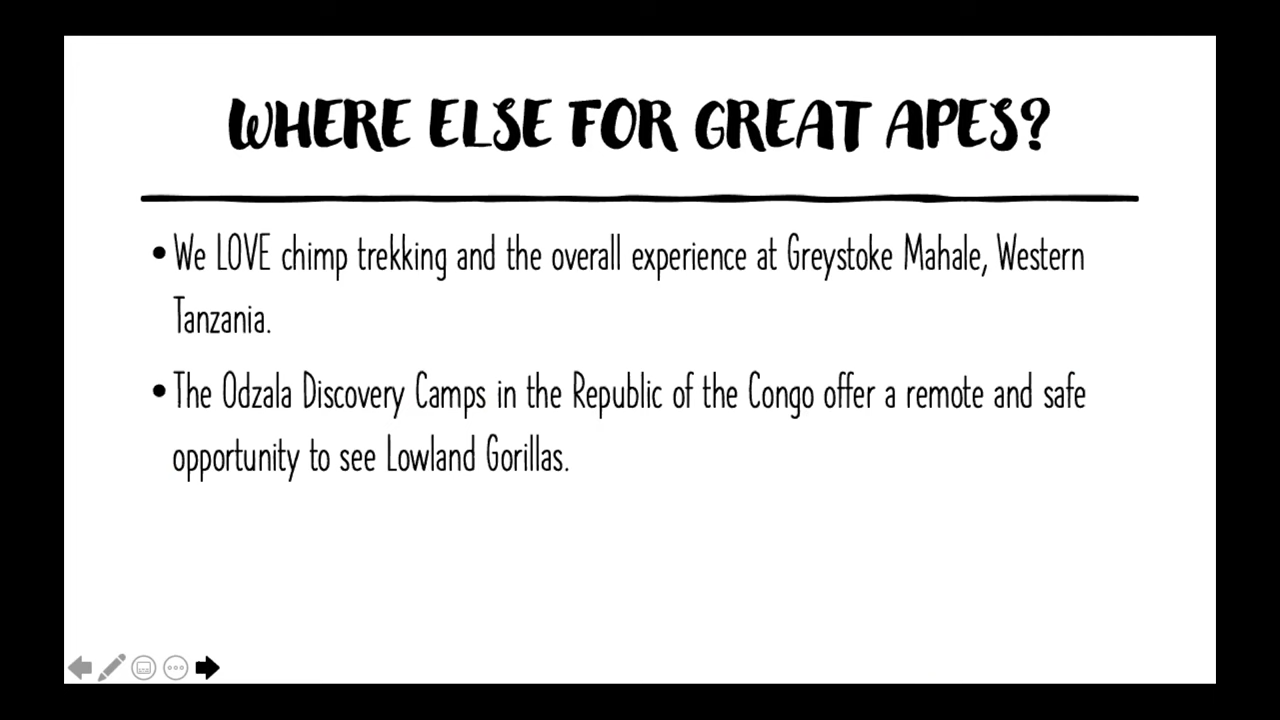 WHERE ELSE FOR GREAT APES?
•We LOVE chimp trekking and the overall experience at Greystoke Mahale, Western
Tanzania.
•The Odzala Discovery Camps in the Republic of the Congo offer a remote and safe
opportunity to see Lowland Gorillas.